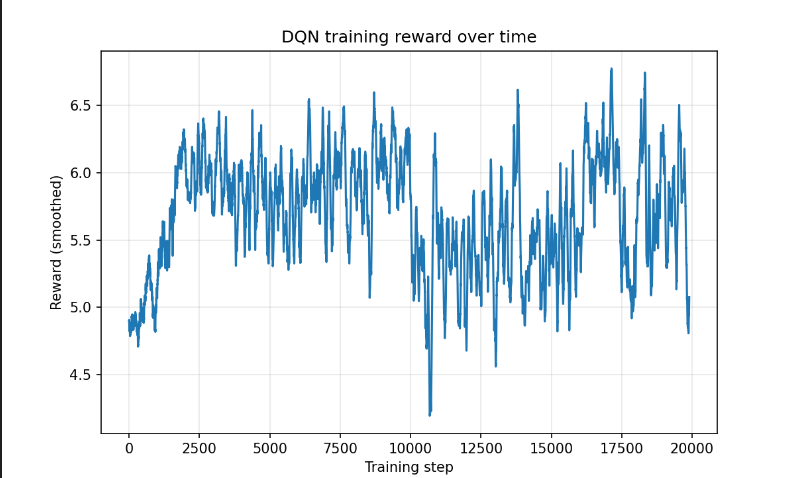 DQN training reward over time
Reward (smoothed)
6.5
6.0
5.5
5.0
4.5
0 2500 5000 7500 10000 12500 15000 17500 20000
Training step